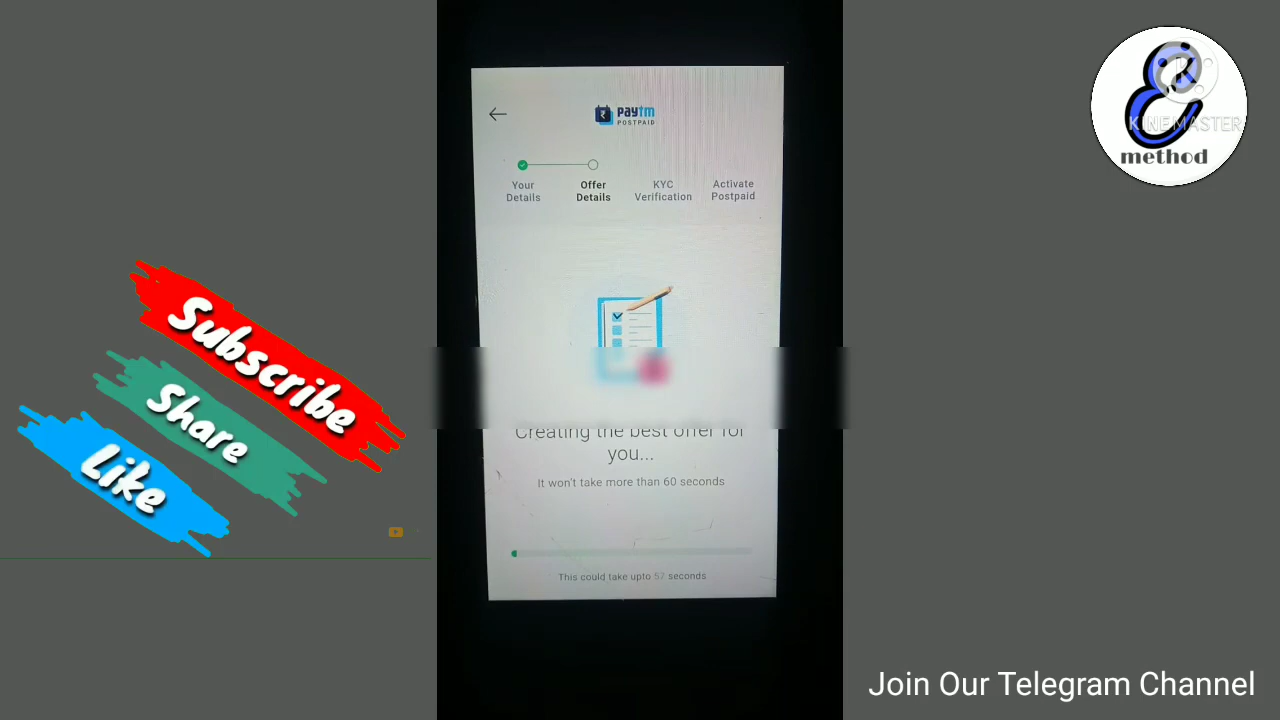 paytm
POSTPAID
Your
Details
Offer
Details
KYC
Verification
Activate
Postpaid
Creating the best offer for
you...
It won't take more than 60 seconds
This could take upto 57 seconds
Subscribe
Share
Like
K
KINEMASTER
method
Join Our Telegram Channel